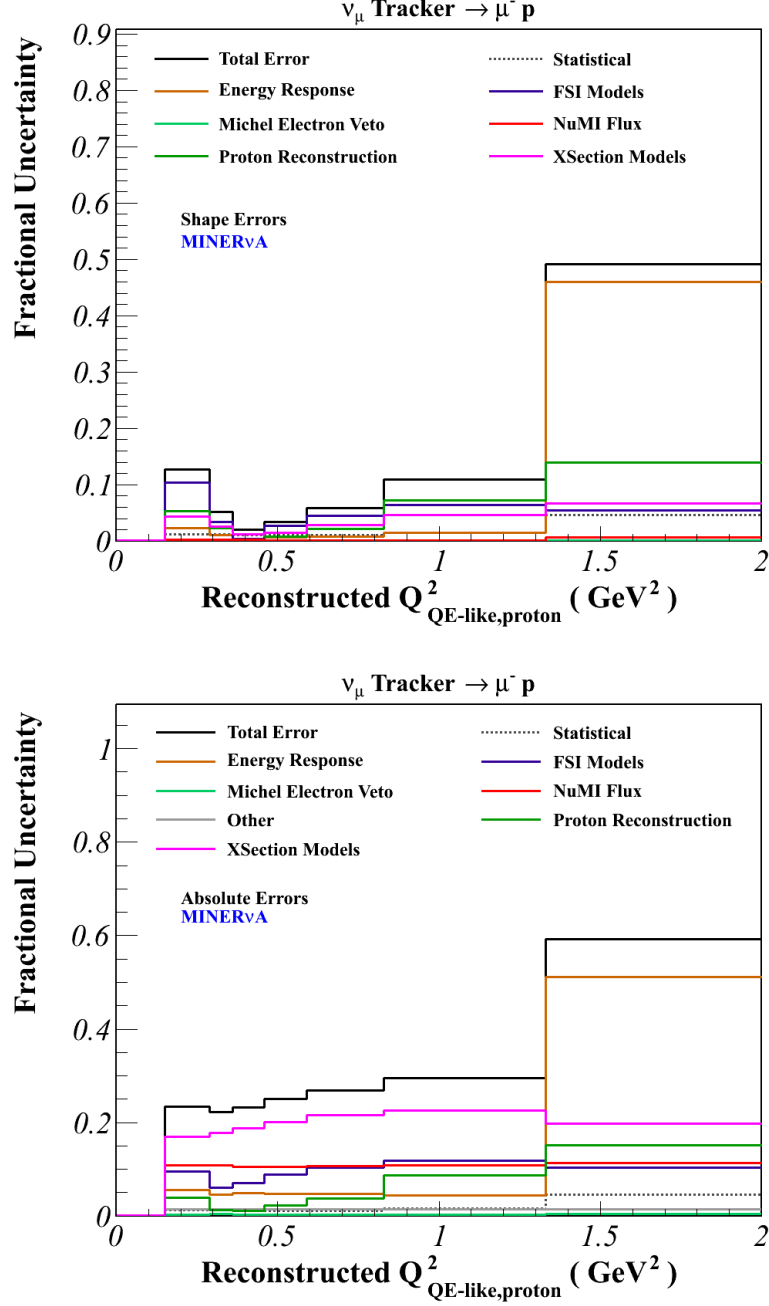 ν_μ Tracker → μ⁻ p
0.9
Total Error
Statistical
0.8
Energy Response
FSI Models
Michel Electron Veto
NuMI Flux
0.7
Proton Reconstruction
XSection Models
0.6
Shape Errors
MINERνA
0.5
0.4
0.3
0.2
0.1
0
Fractional Uncertainty
0 0.5 1 1.5 2
Reconstructed Q²_QE-like,proton ( GeV² )
ν_μ Tracker → μ⁻ p
Total Error
Statistical
1
Energy Response
FSI Models
Michel Electron Veto
NuMI Flux
Other
Proton Reconstruction
XSection Models
0.8
Absolute Errors
MINERνA
0.6
0.4
0.2
0
Fractional Uncertainty
0 0.5 1 1.5 2
Reconstructed Q²_QE-like,proton ( GeV² )